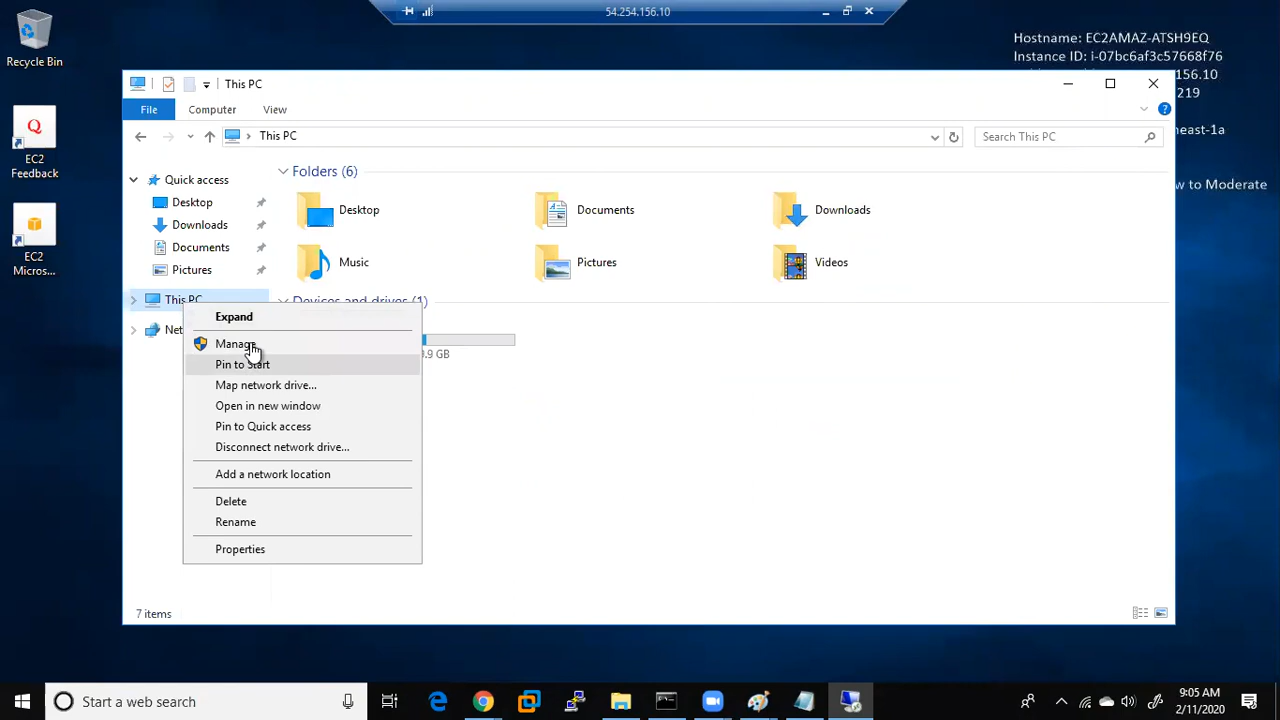 54.254.156.10
Recycle Bin
Hostname: EC2AMAZ-ATSH9EQ
Instance ID: i-07bc6af3c57668f76
156.10
219
east-1a
w to Moderate
EC2
Feedback
EC2
Micros...
This PC
File
Computer
View
This PC
Search This PC
Quick access
Desktop
Downloads
Documents
Pictures
This PC
Net
Folders (6)
Desktop
Documents
Downloads
Music
Pictures
Videos
Devices and drives (1)
9.9 GB
Expand
Manage
Pin to Start
Map network drive...
Open in new window
Pin to Quick access
Disconnect network drive...
Add a network location
Delete
Rename
Properties
7 items
Start a web search
9:05 AM
2/11/2020